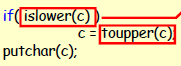 if( islower(c) )
c = toupper(c);
putchar(c);